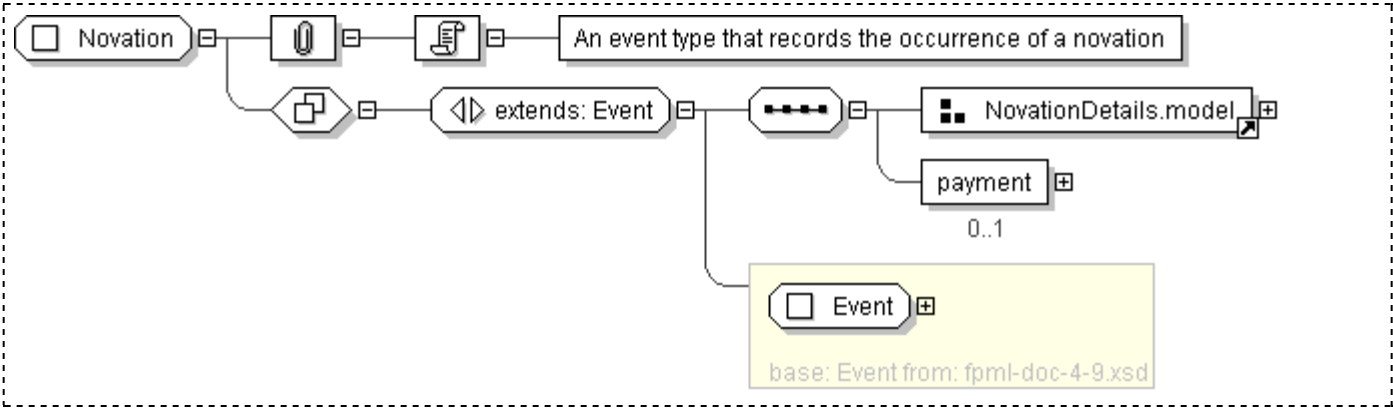 Novation
An event type that records the occurrence of a novation
extends: Event
NovationDetails.model
payment
0..1
Event
base: Event from: fpml-doc-4-9.xsd